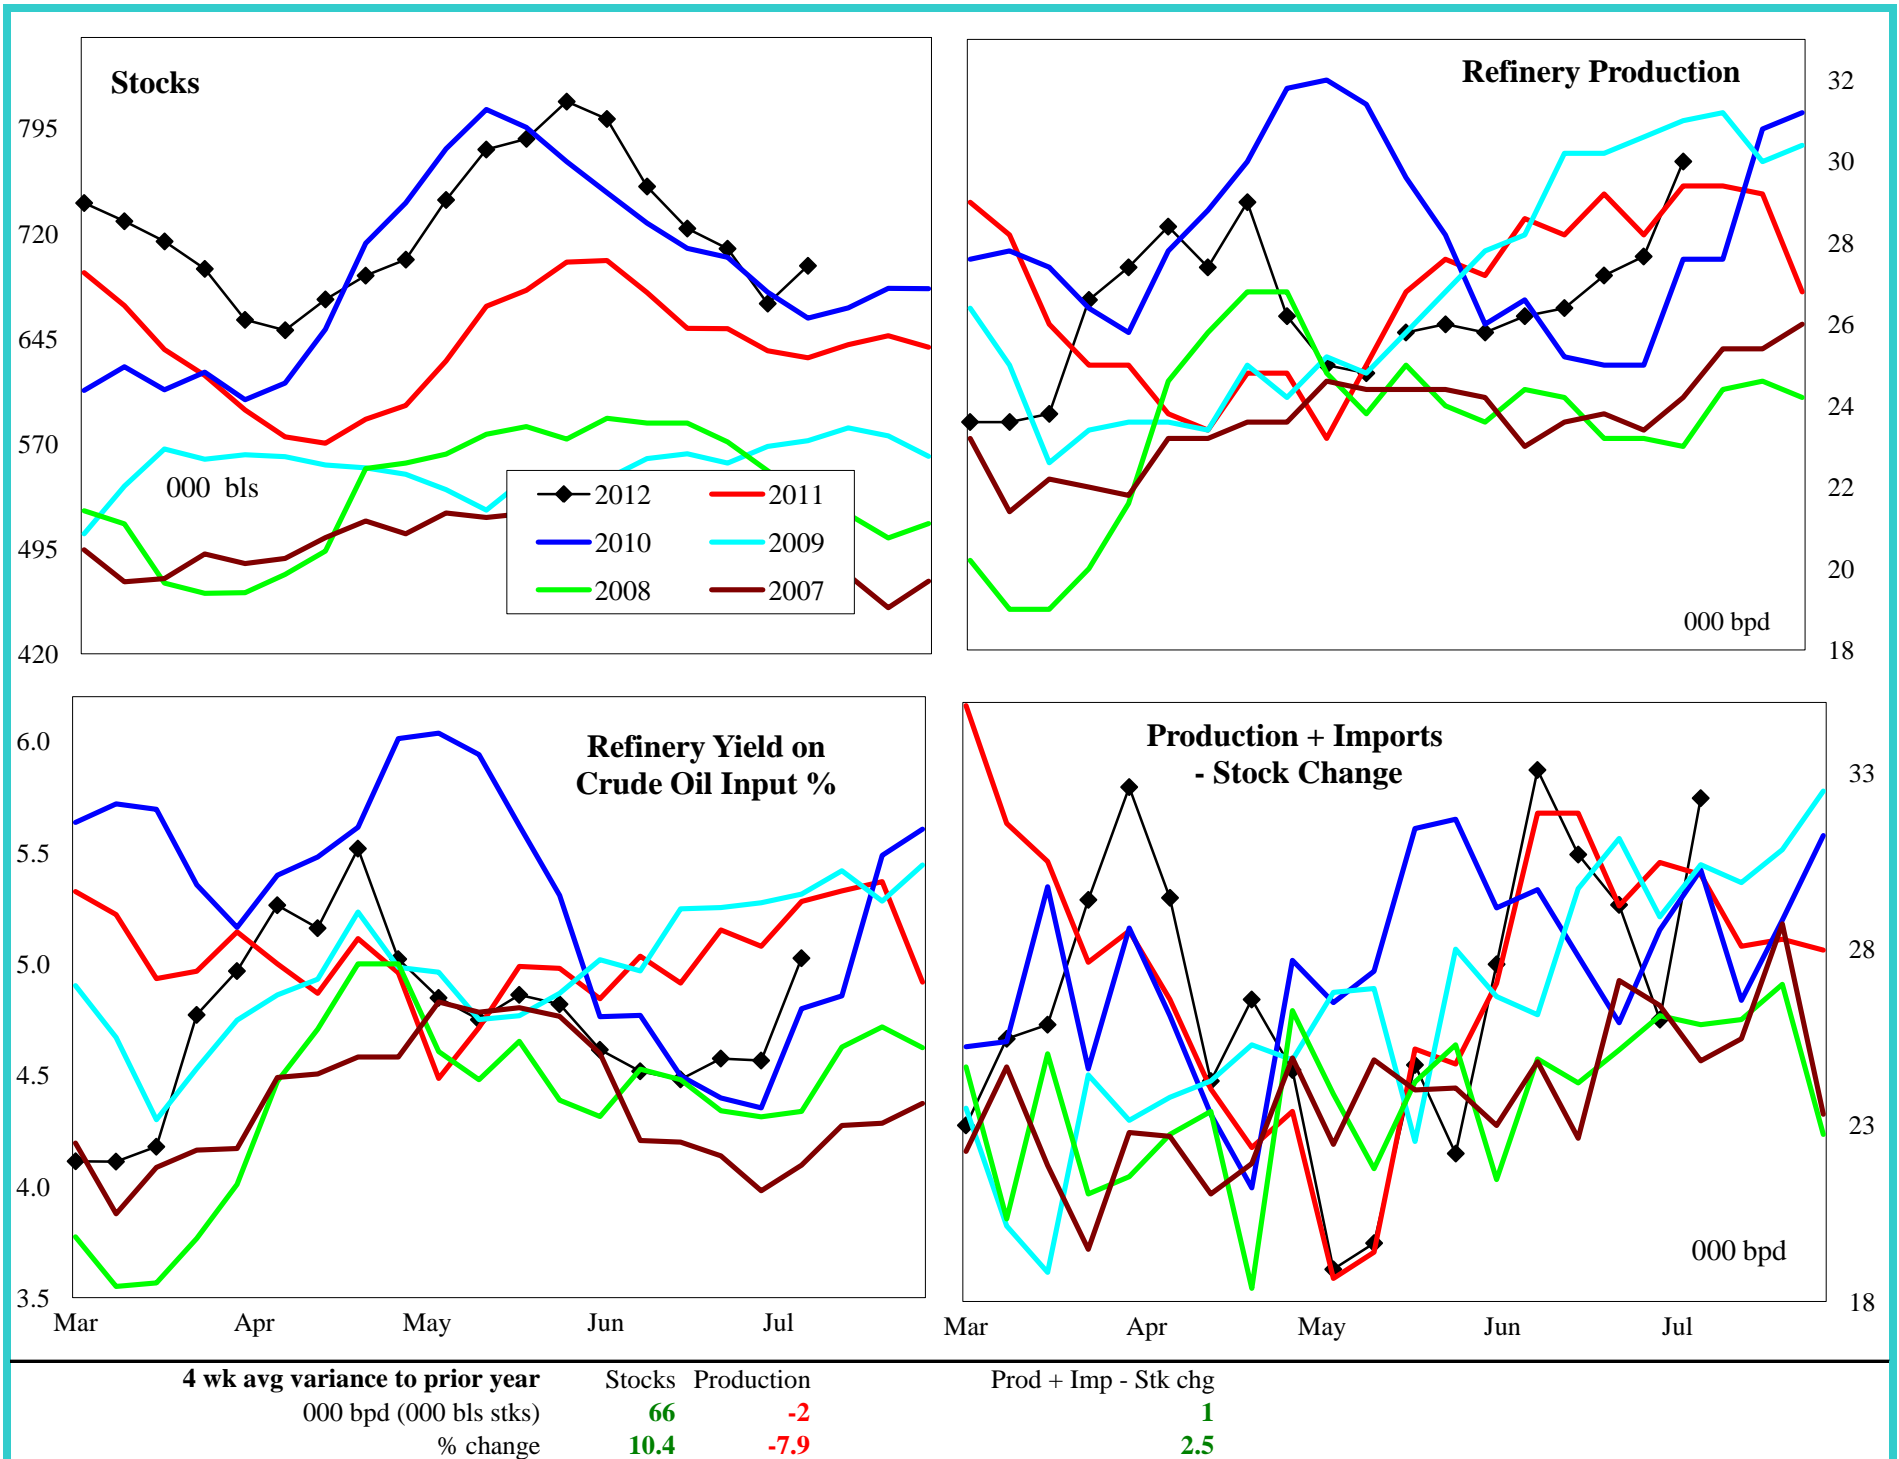 Stocks
795
720
645
570
495
420
000 bls
2012
2011
2010
2009
2008
2007
Refinery Production
32
30
28
26
24
22
20
18
000 bpd
Refinery Yield on
Crude Oil Input %
6.0
5.5
5.0
4.5
4.0
3.5
Mar Apr May Jun Jul
Production + Imports
- Stock Change
33
28
23
18
000 bpd
Mar Apr May Jun Jul
4 wk avg variance to prior year Stocks Production Prod + Imp - Stk chg
000 bpd (000 bls stks) 66 -2 1
% change 10.4 -7.9 2.5